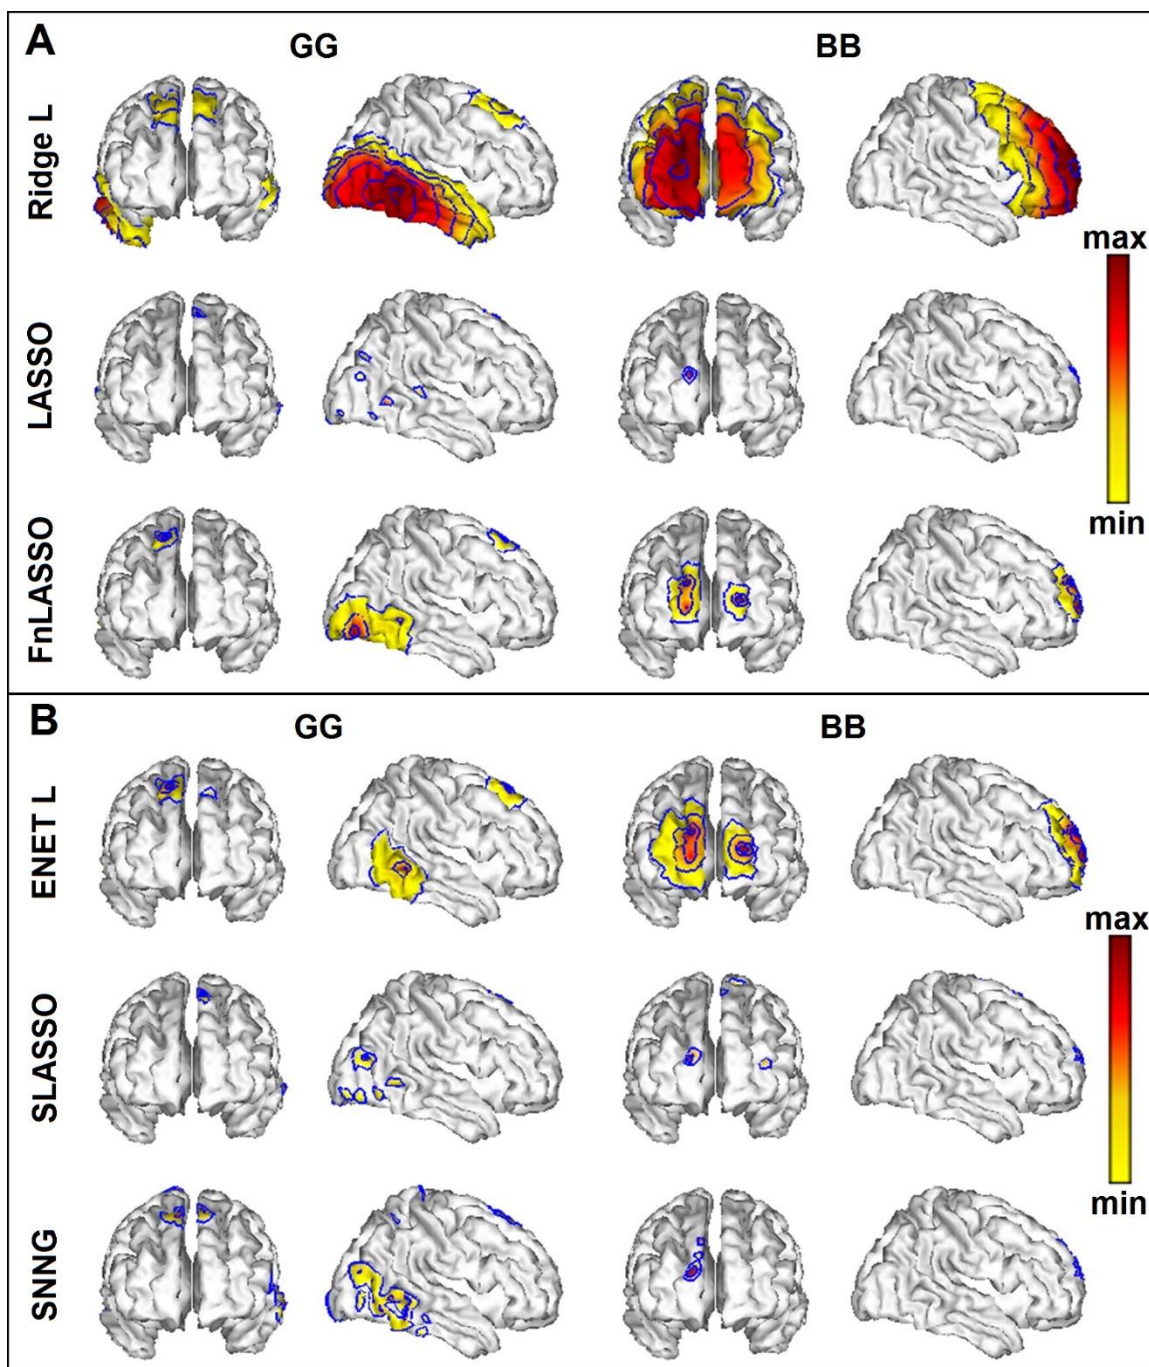 A
GG BB
Ridge L
max
LASSO
min
FnLASSO
B
GG BB
ENET L
max
SLASSO
min
SNNG